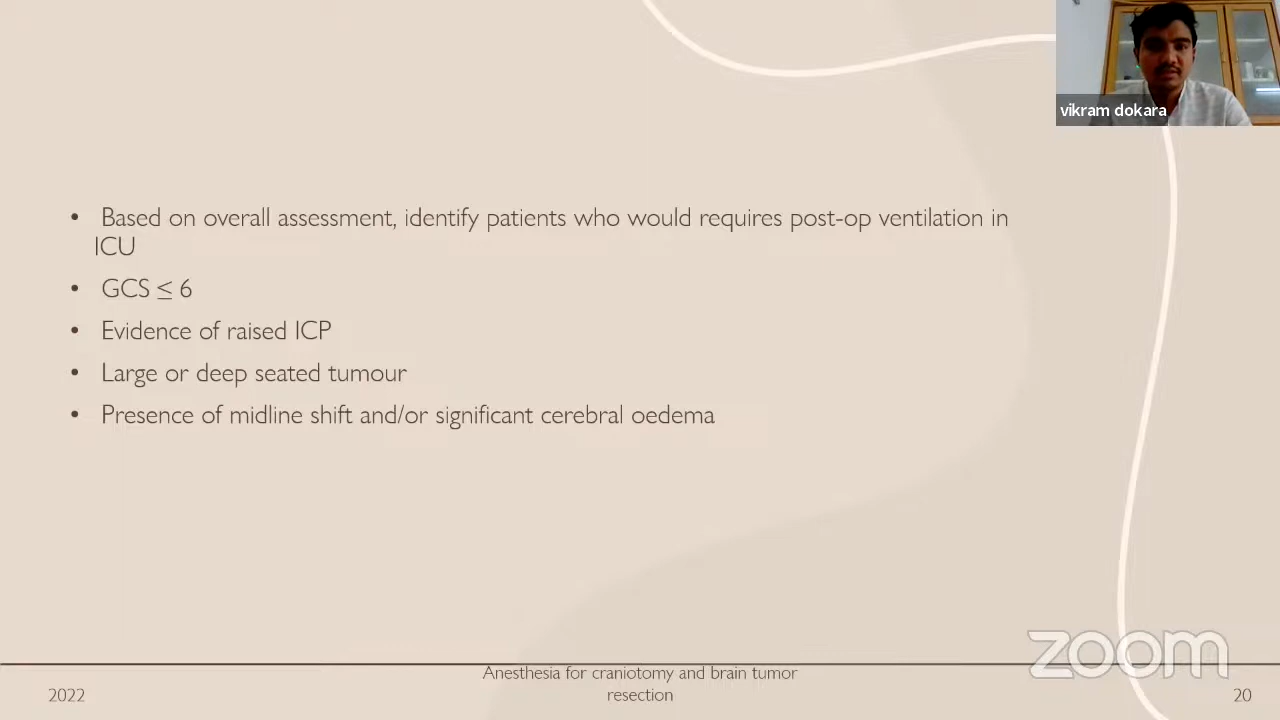 vikram dokara
• Based on overall assessment, identify patients who would requires post-op ventilation in
ICU
• GCS ≤ 6
• Evidence of raised ICP
• Large or deep seated tumour
• Presence of midline shift and/or significant cerebral oedema
zoom
Anesthesia for craniotomy and brain tumor
resection
2022
20